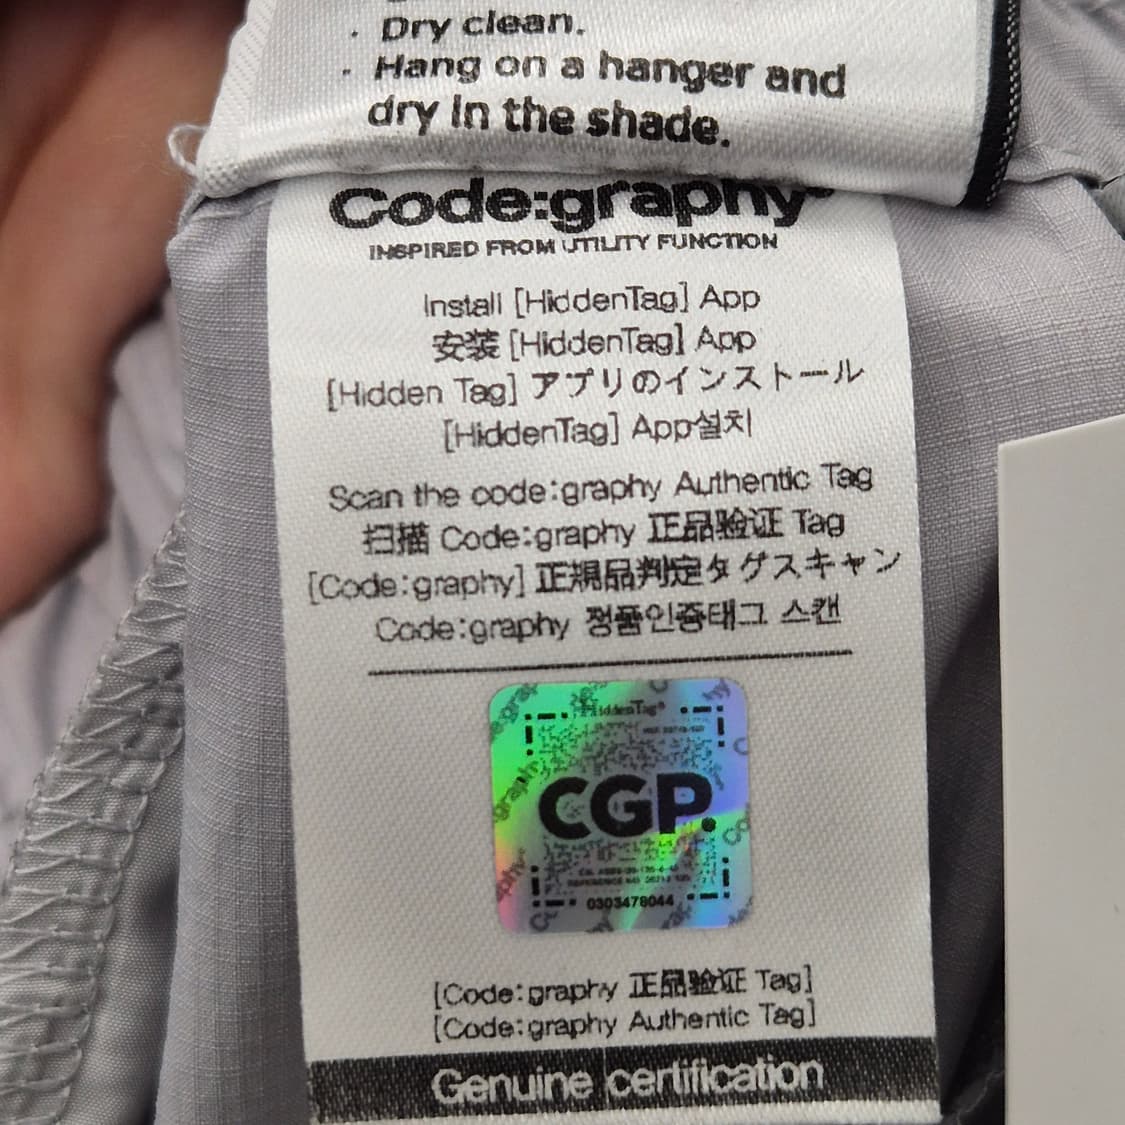 · Dry clean.
· Hang on a hanger and
dry in the shade.
Code:graphy®
INSPIRED FROM UTILITY FUNCTION
Install [HiddenTag] App
安装 [HiddenTag] App
[Hidden Tag] アプリのインストール
[HiddenTag] App설치
Scan the code:graphy Authentic Tag
扫描 Code:graphy 正品验证 Tag
[Code:graphy] 正規品判定タグスキャン
Code:graphy 정품인증태그 스캔
HiddenTag®
CGP.
0303478044
[Code:graphy 正品验证 Tag]
[Code:graphy Authentic Tag]
Genuine certification